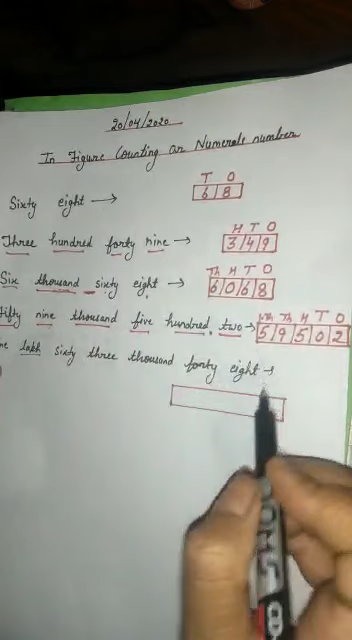 20/04/2020
In Figure Counting or Numerals number
T O
Sixty eight → 6 8
H T O
Three hundred forty nine → 3 4 9
Th H T O
Six thousand sixty eight → 6 0 6 8
Th H T O
fifty nine thousand five hundred two → 5 9 5 0 2
lakh sixty three thousand forty eight →